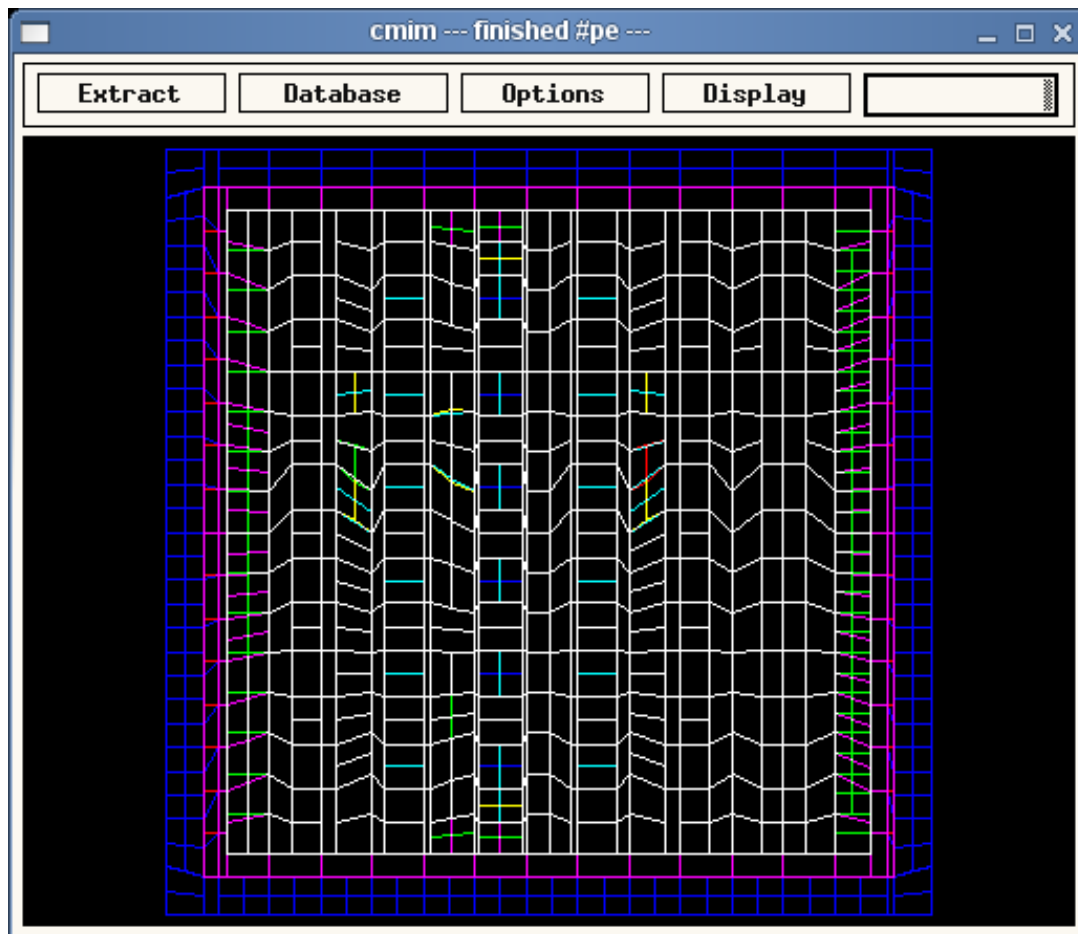 cmim --- finished #pe ---
Extract Database Options Display